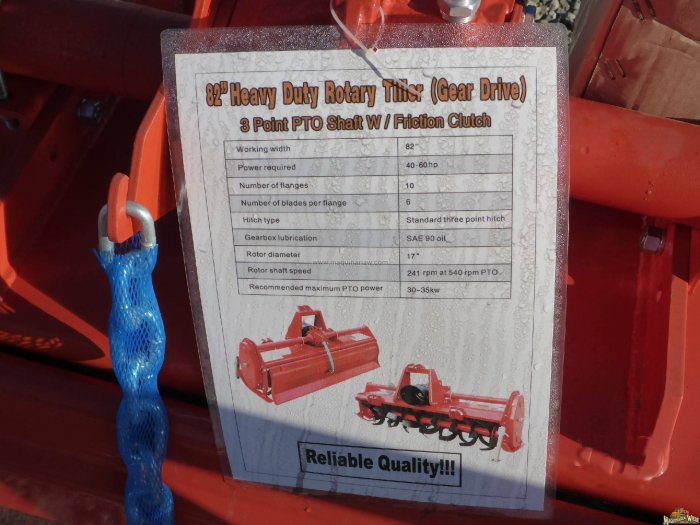 82" Heavy Duty Rotary Tiller (Gear Drive)
3 Point PTO Shaft W / Friction Clutch
Working width 82"
Power required 40-60hp
Number of flanges 10
Number of blades per flange 6
Hitch type Standard three point hitch
Gearbox lubrication SAE 90 oil
Rotor diameter 17"
Rotor shaft speed 241 rpm at 540 rpm PTO
Recommended maximum PTO power 30-35kw
Reliable Quality!!!